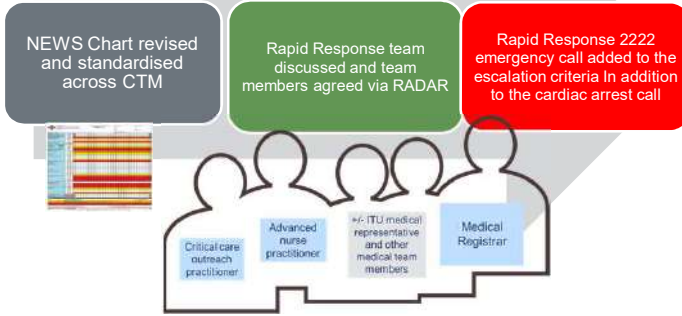 NEWS Chart revised
and standardised
across CTM
Rapid Response team
discussed and team
members agreed via RADAR
Rapid Response 2222
emergency call added to the
escalation criteria In addition
to the cardiac arrest call
Critical care
outreach
practitioner
Advanced
nurse
practitioner
+/- ITU medical
representative
and other
medical team
members
Medical
Registrar